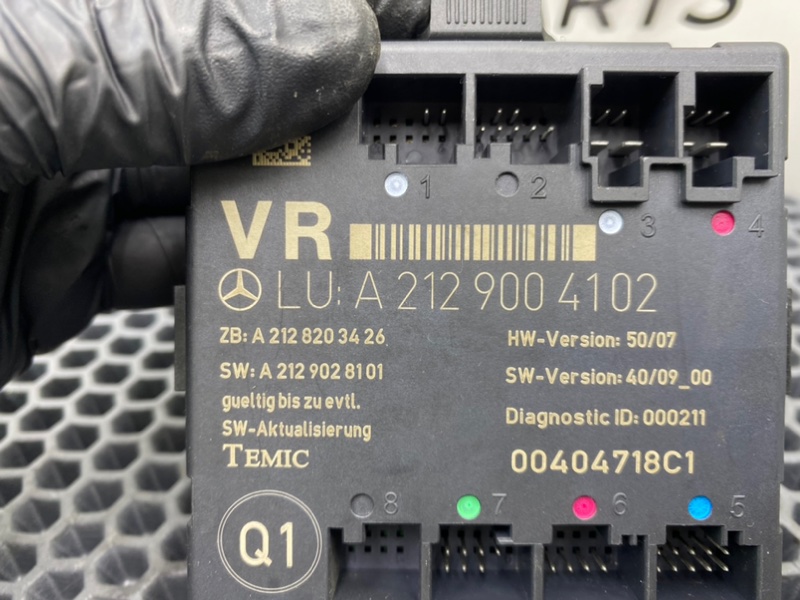 1 2 3 4
VR
LU: A 212 900 4102
ZB: A 212 820 34 26
HW-Version: 50/07
SW: A 212 902 81 01
SW-Version: 40/09_00
gueltig bis zu evtl.
SW-Aktualisierung
Diagnostic ID: 000211
TEMIC
00404718C1
8 7 6 5
Q1